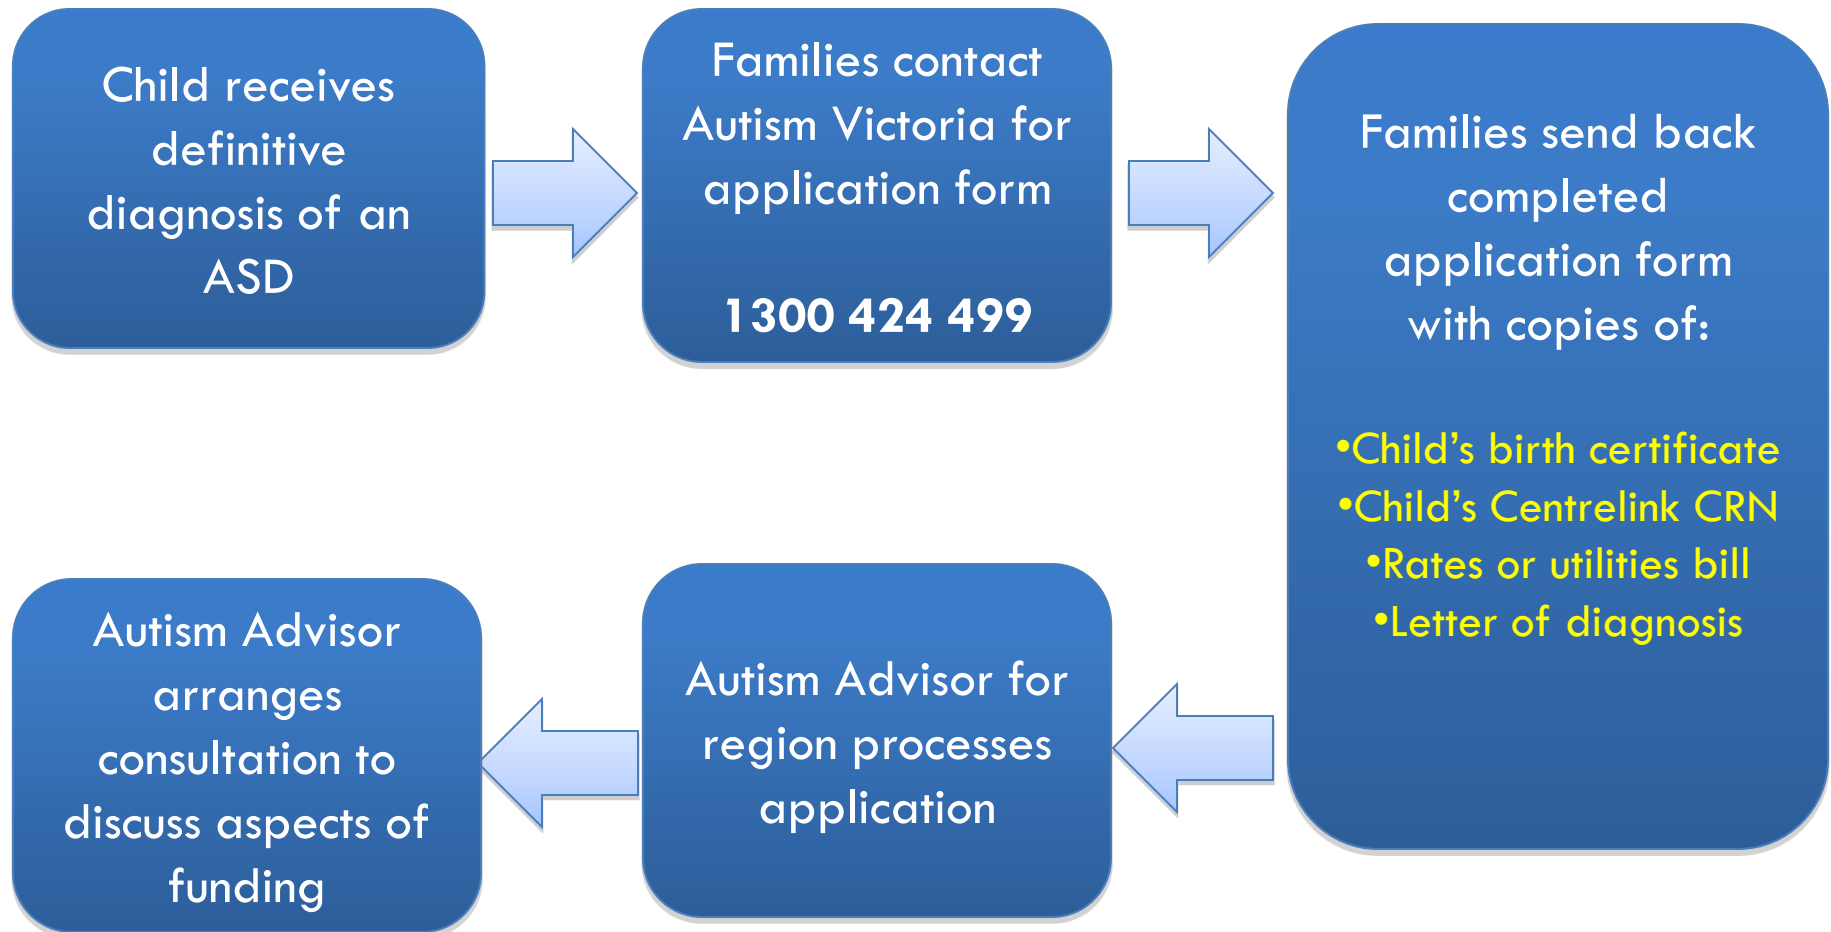 Child receives
definitive
diagnosis of an
ASD
Families contact
Autism Victoria for
application form
1300 424 499
Families send back
completed
application form
with copies of:
•Child’s birth certificate
•Child’s Centrelink CRN
•Rates or utilities bill
•Letter of diagnosis
Autism Advisor for
region processes
application
Autism Advisor
arranges
consultation to
discuss aspects of
funding